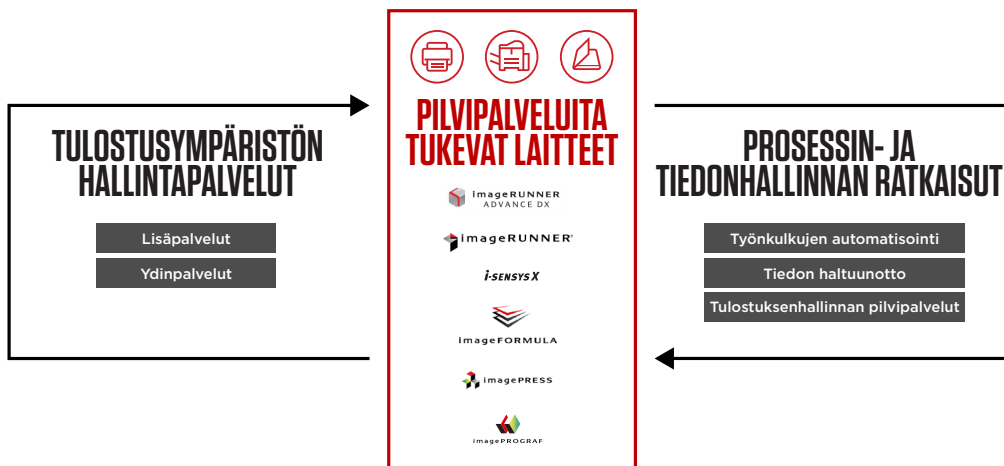 TULOSTUSYMPÄRISTÖN
HALLINTAPALVELUT
Lisäpalvelut
Ydinpalvelut
PILVIPALVELUITA
TUKEVAT LAITTEET
imageRUNNER
ADVANCE DX
imageRUNNER
i-SENSYS X
imageFORMULA
imagePRESS
imagePROGRAF
PROSESSIN- JA
TIEDONHALLINNAN RATKAISUT
Työnkulkujen automatisointi
Tiedon haltuunotto
Tulostuksenhallinnan pilvipalvelut